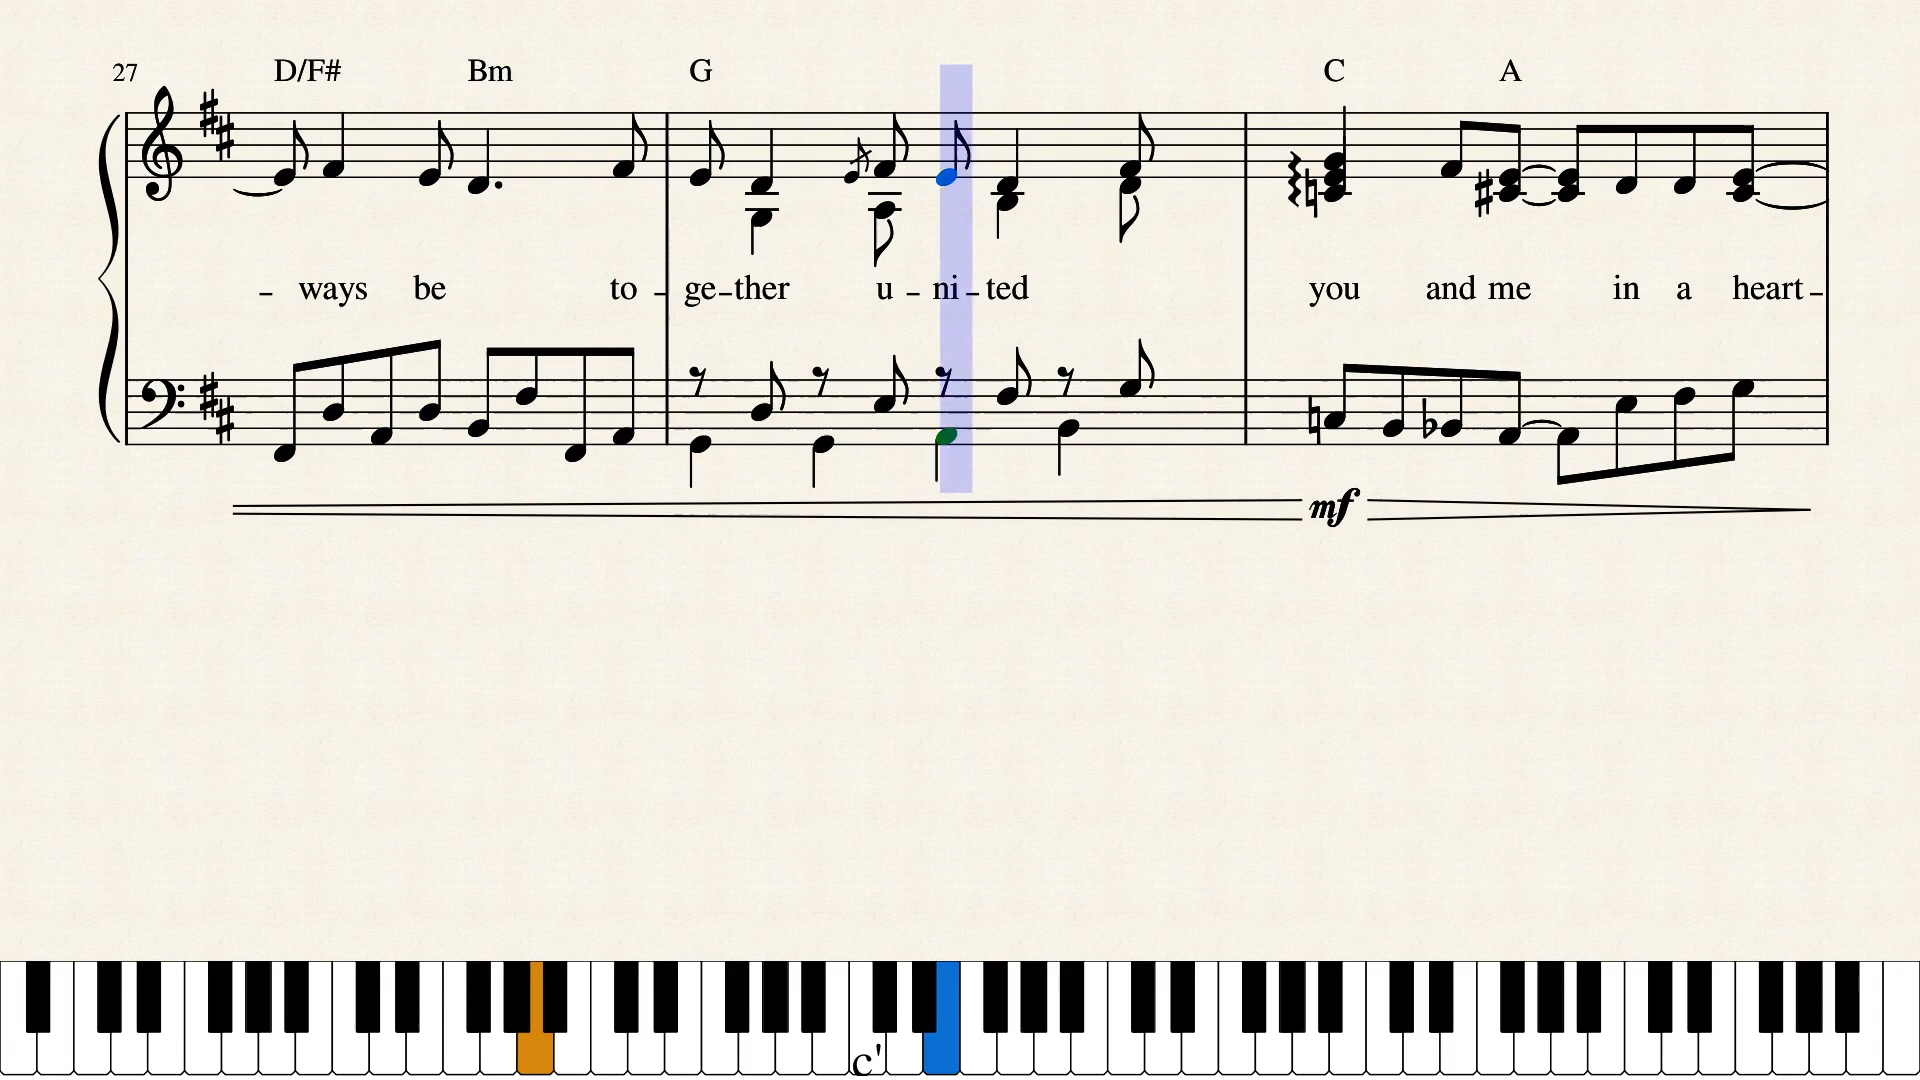 27 D/F# Bm G C A
- ways be to - ge-ther u - ni - ted you and me in a heart-
mf
c'